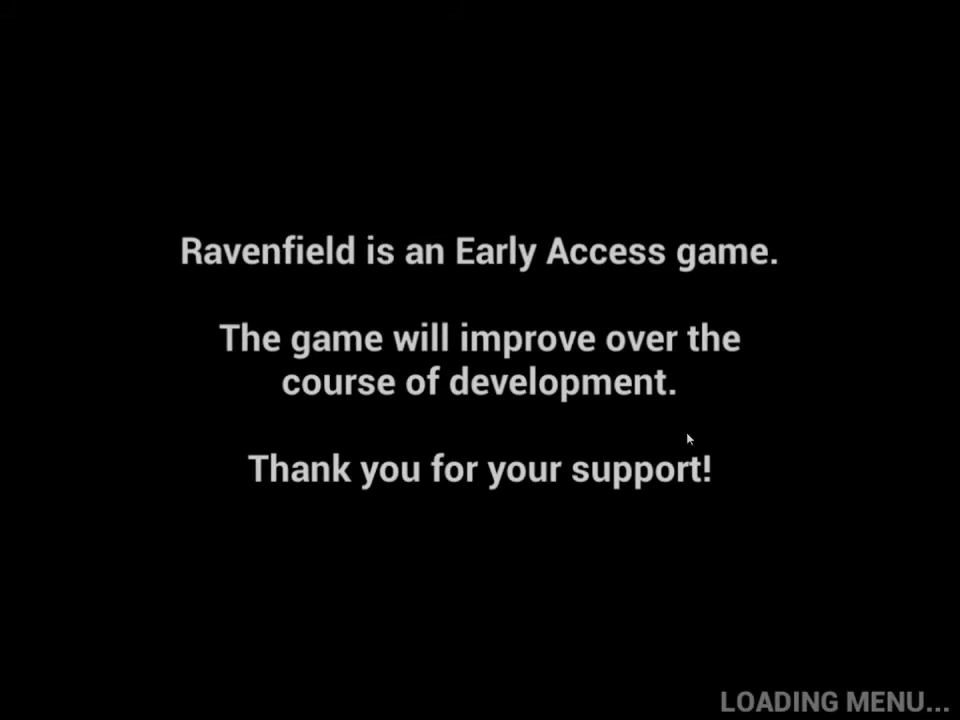 Ravenfield is an Early Access game.
The game will improve over the
course of development.
Thank you for your support!
LOADING MENU...